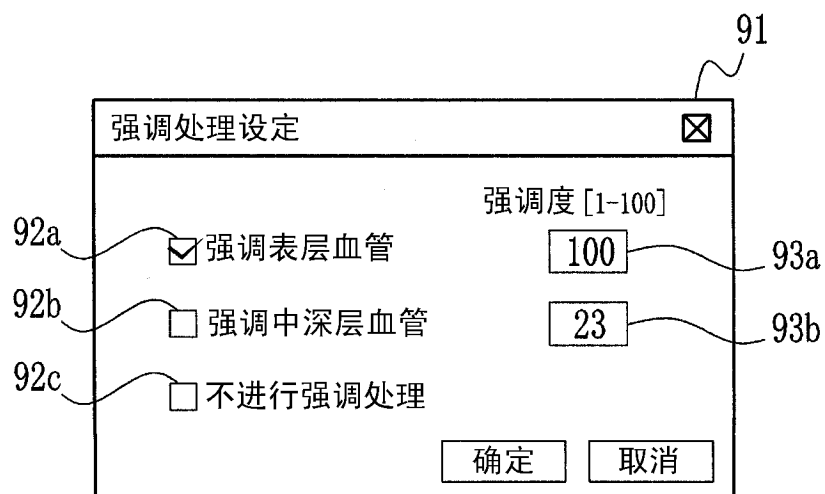 91
强调处理设定
强调度[1-100]
92a 强调表层血管 100 93a
92b 强调中深层血管 23 93b
92c 不进行强调处理
确定 取消